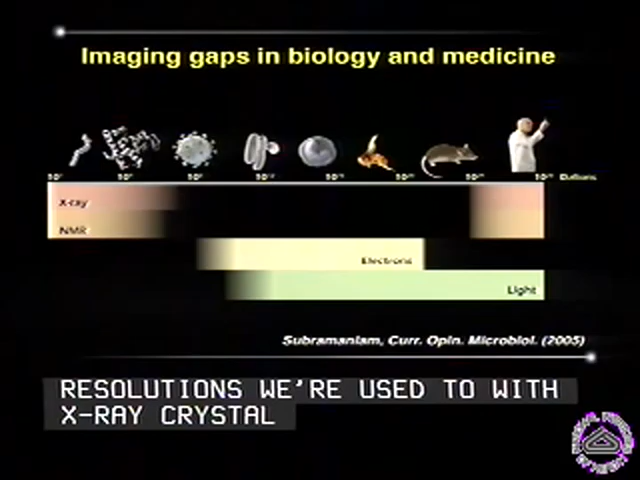 Imaging gaps in biology and medicine
Daltons
X-ray
NMR
Electrons
Light
Subramaniam, Curr. Opin. Microbiol. (2005)
RESOLUTIONS WE'RE USED TO WITH
X-RAY CRYSTAL